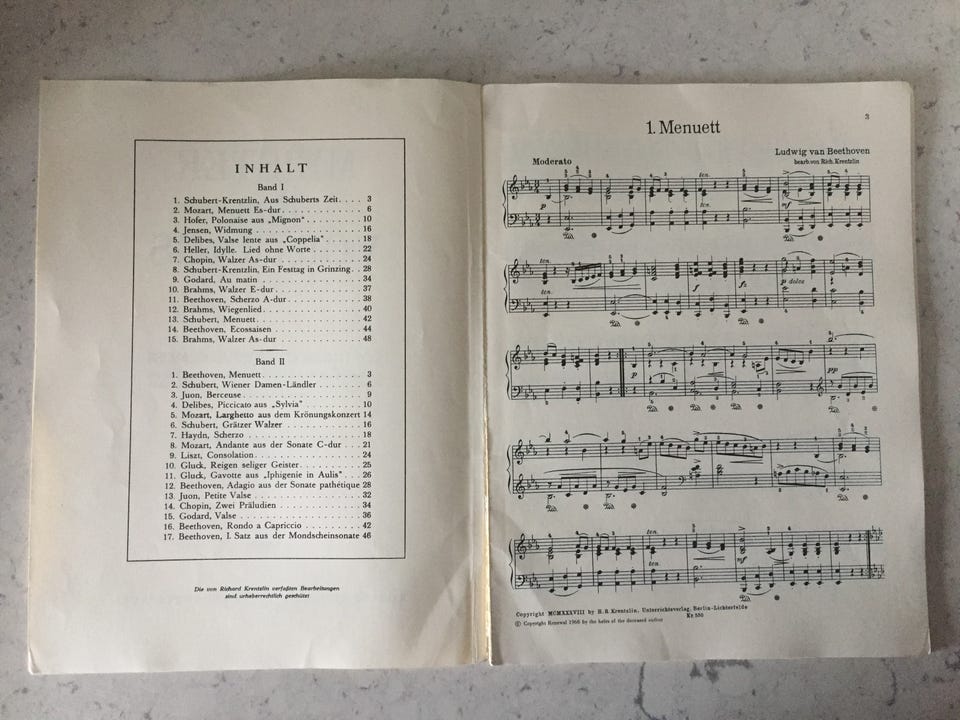 INHALT
Band I
1. Schubert-Krentzlin, Aus Schuberts Zeit. . . . 3
2. Mozart, Menuett Es-dur . . . . . . . . . . . 6
3. Hofer, Polonaise aus „Mignon“ . . . . . . . . 10
4. Jensen, Widmung . . . . . . . . . . . . . . . 16
5. Delibes, Valse lente aus „Coppelia“ . . . . . 18
6. Heller, Idylle. Lied ohne Worte . . . . . . . 22
7. Chopin, Walzer As-dur . . . . . . . . . . . . 24
8. Schubert-Krentzlin, Ein Festtag in Grinzing. . 28
9. Godard, Au matin . . . . . . . . . . . . . . 34
10. Brahms, Walzer E-dur . . . . . . . . . . . . 37
11. Beethoven, Scherzo A-dur . . . . . . . . . . 38
12. Brahms, Wiegenlied . . . . . . . . . . . . . 40
13. Schubert, Menuett . . . . . . . . . . . . . . 42
14. Beethoven, Ecossaisen . . . . . . . . . . . . 44
15. Brahms, Walzer As-dur . . . . . . . . . . . . 48
Band II
1. Beethoven, Menuett . . . . . . . . . . . . . . 3
2. Schubert, Wiener Damen-Ländler . . . . . . . . 6
3. Juon, Berceuse . . . . . . . . . . . . . . . . 9
4. Delibes, Piccicato aus „Sylvia“ . . . . . . . 10
5. Mozart, Larghetto aus dem Krönungskonzert 14
6. Schubert, Grätzer Walzer . . . . . . . . . . . 16
7. Haydn, Scherzo . . . . . . . . . . . . . . . . 18
8. Mozart, Andante aus der Sonate C-dur . . . 21
9. Liszt, Consolation . . . . . . . . . . . . . . 24
10. Gluck, Reigen seliger Geister . . . . . . . . 25
11. Gluck, Gavotte aus „Iphigenie in Aulis“ . . . 26
12. Beethoven, Adagio aus der Sonate pathétique 28
13. Juon, Petite Valse . . . . . . . . . . . . . 32
14. Chopin, Zwei Präludien . . . . . . . . . . . 34
15. Godard, Valse . . . . . . . . . . . . . . . . 36
16. Beethoven, Rondo a Capriccio . . . . . . . . 42
17. Beethoven, I. Satz aus der Mondscheinsonate 46
Die von Richard Krentzlin verfaßten Bearbeitungen
sind urheberrechtlich geschützt
3
1. Menuett
Ludwig van Beethoven
bearb. von Rich. Krentzlin
Moderato
ten.
p
mf
ten.
ten.
ten.
f
fz
p dolce
p
pp
ten.
ten.
mf
Copyright MCMXXXVIII by H. & Krentzlin, Unterrichtsverlag, Berlin-Lichterfelde
Kr 550
© Copyright Renewal 1966 by the heirs of the deceased author